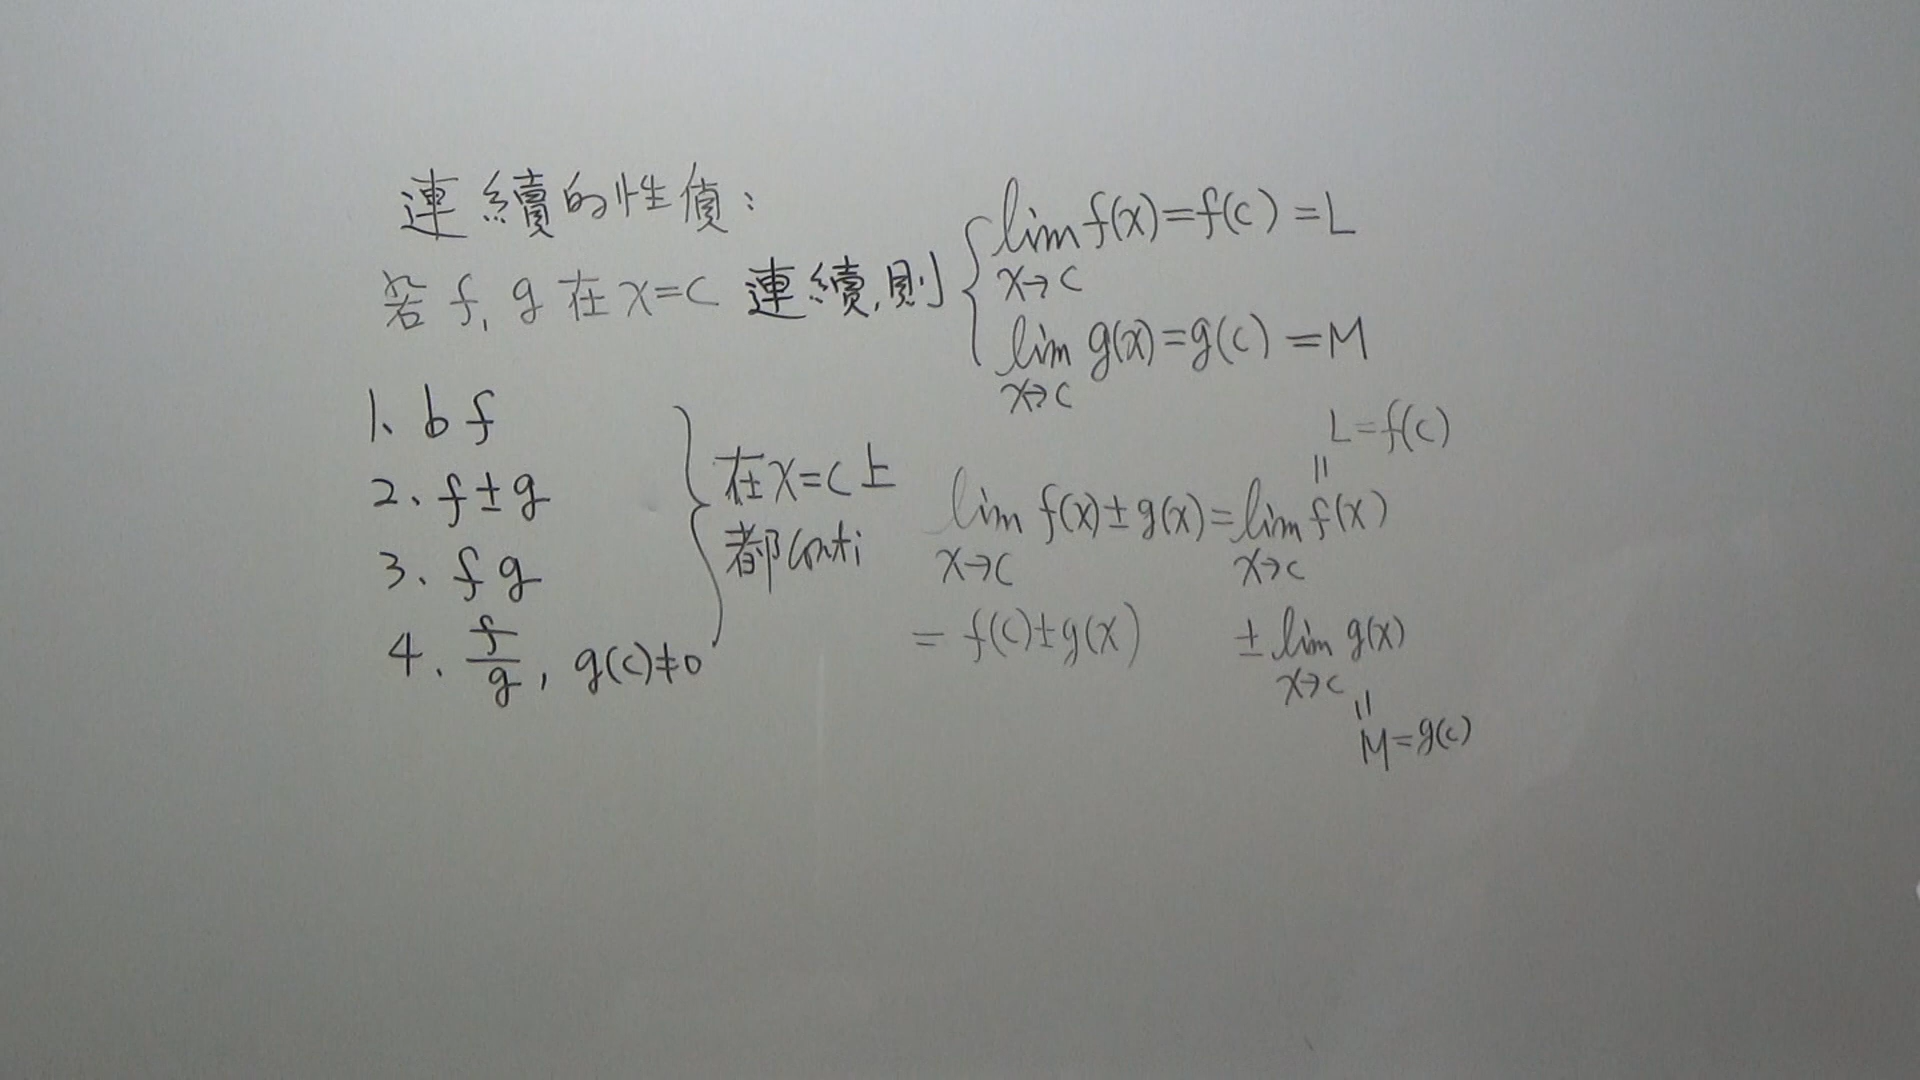 連續的性質：
若 f, g 在 x=c 連續,則
lim f(x)=f(c)=L
x→c
lim g(x)=g(c)=M
x→c
1、bf
2、f±g
3、fg
4、f/g, g(c)≠0
在x=c上
都conti
L=f(c)
=
lim f(x)±g(x)=lim f(x)
x→c x→c
=f(c)±g(x) ±lim g(x)
x→c
=
M=g(c)